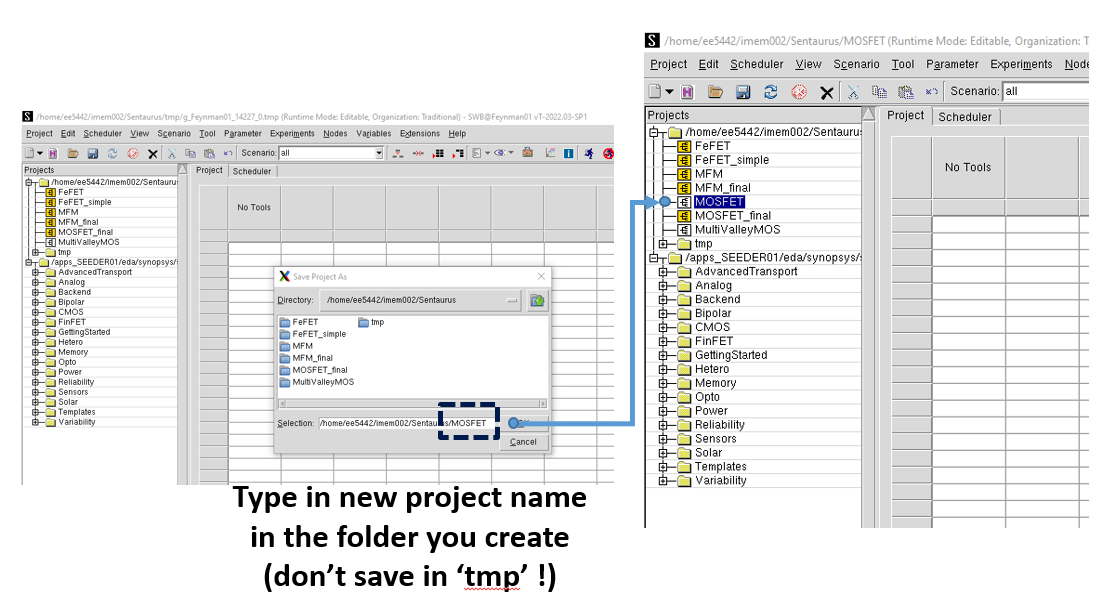 /home/ee5442/imem002/Sentaurus/tmp/g_Feynman01_14227_0.tmp (Runtime Mode: Editable, Organization: Traditional) - SWB@Feynman01 vT-2022.03-SP1
Project Edit Scheduler View Scenario Tool Parameter Experiments Nodes Variables Extensions Help
Scenario: all
Projects
/home/ee5442/imem002/Sentaurus
FeFET
FeFET_simple
MFM
MFM_final
MOSFET_final
MultiValleyMOS
tmp
/apps_SEEDER01/eda/synopsys/s
AdvancedTransport
Analog
Backend
Bipolar
CMOS
FinFET
GettingStarted
Hetero
Memory
Opto
Power
Reliability
Sensors
Solar
Templates
Variability
Project Scheduler
No Tools
Save Project As
Directory: /home/ee5442/imem002/Sentaurus
FeFET
FeFET_simple
MFM
MFM_final
MOSFET_final
MultiValleyMOS
tmp
Selection: /home/ee5442/imem002/Sentaurus/MOSFET
Cancel
Type in new project name
in the folder you create
(don’t save in ‘tmp’ !)
/home/ee5442/imem002/Sentaurus/MOSFET (Runtime Mode: Editable, Organization: T
Project Edit Scheduler View Scenario Tool Parameter Experiments Node
Scenario: all
Projects
/home/ee5442/imem002/Sentauru
FeFET
FeFET_simple
MFM
MFM_final
MOSFET
MOSFET_final
MultiValleyMOS
tmp
/apps_SEEDER01/eda/synopsys/s
AdvancedTransport
Analog
Backend
Bipolar
CMOS
FinFET
GettingStarted
Hetero
Memory
Opto
Power
Reliability
Sensors
Solar
Templates
Variability
Project Scheduler
No Tools